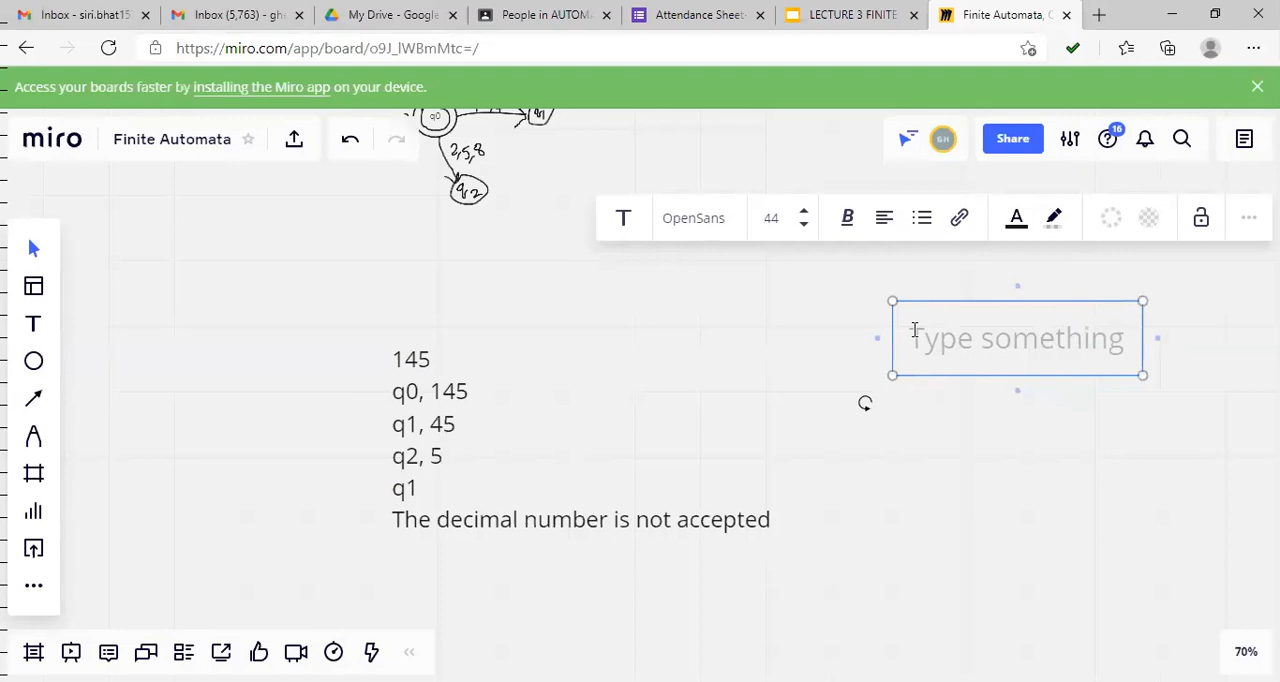 Inbox - siri.bhat15 Inbox (5,763) - ghe My Drive - Google People in AUTOM Attendance Sheet- LECTURE 3 FINITE Finite Automata, C
https://miro.com/app/board/o9J_lWBmMtc=/
Access your boards faster by installing the Miro app on your device.
miro Finite Automata GH Share 16
q0 q1
2,5,8
q2
T OpenSans 44 B A
Type something
T
145
q0, 145
q1, 45
q2, 5
q1
The decimal number is not accepted
70%